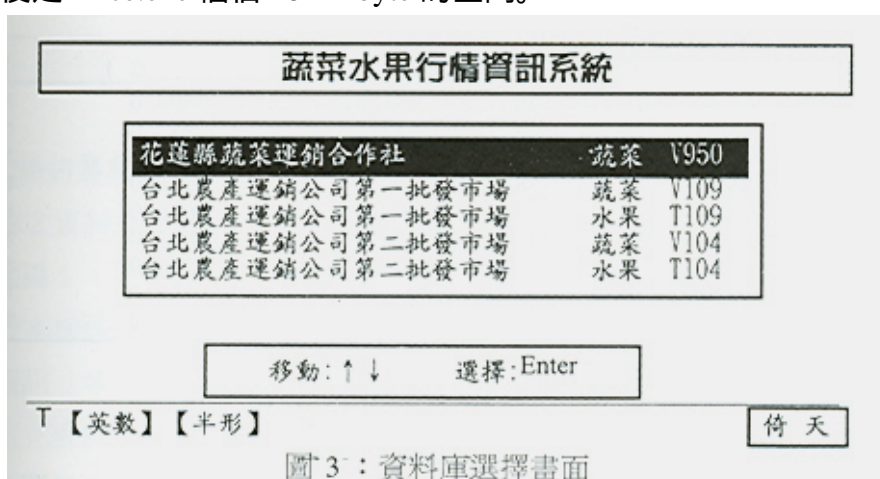 蔬菜水果行情資訊系統
花蓮縣蔬菜運銷合作社 蔬菜 V950
台北農產運銷公司第一批發市場 蔬菜 V109
台北農產運銷公司第一批發市場 水果 T109
台北農產運銷公司第二批發市場 蔬菜 V104
台北農產運銷公司第二批發市場 水果 T104
移動:↑↓ 選擇:Enter
T【英數】【半形】 倚天
圖 3：資料庫選擇畫面